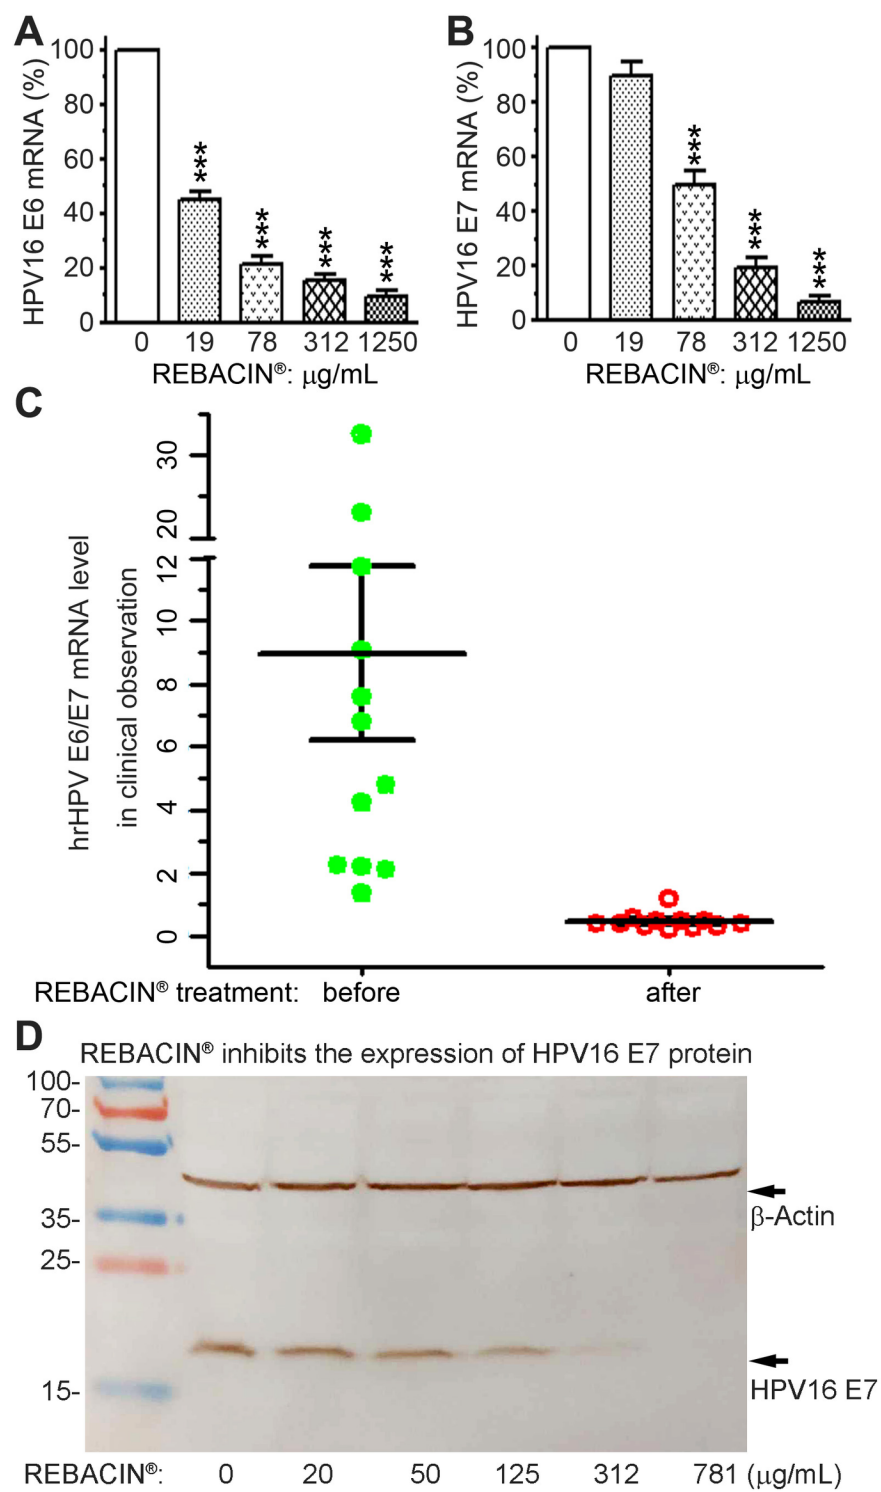 A
HPV16 E6 mRNA (%)
100
80
60
40
20
0
***
***
***
***
0 19 78 312 1250
REBACIN®: μg/mL
B
HPV16 E7 mRNA (%)
100
80
60
40
20
0
***
***
***
0 19 78 312 1250
REBACIN®: μg/mL
C
hrHPV E6/E7 mRNA level
in clinical observation
30
20
12
10
8
6
4
2
0
REBACIN® treatment: before after
D
REBACIN® inhibits the expression of HPV16 E7 protein
100-
70-
55-
35-
25-
15-
β-Actin
HPV16 E7
REBACIN®: 0 20 50 125 312 781 (μg/mL)